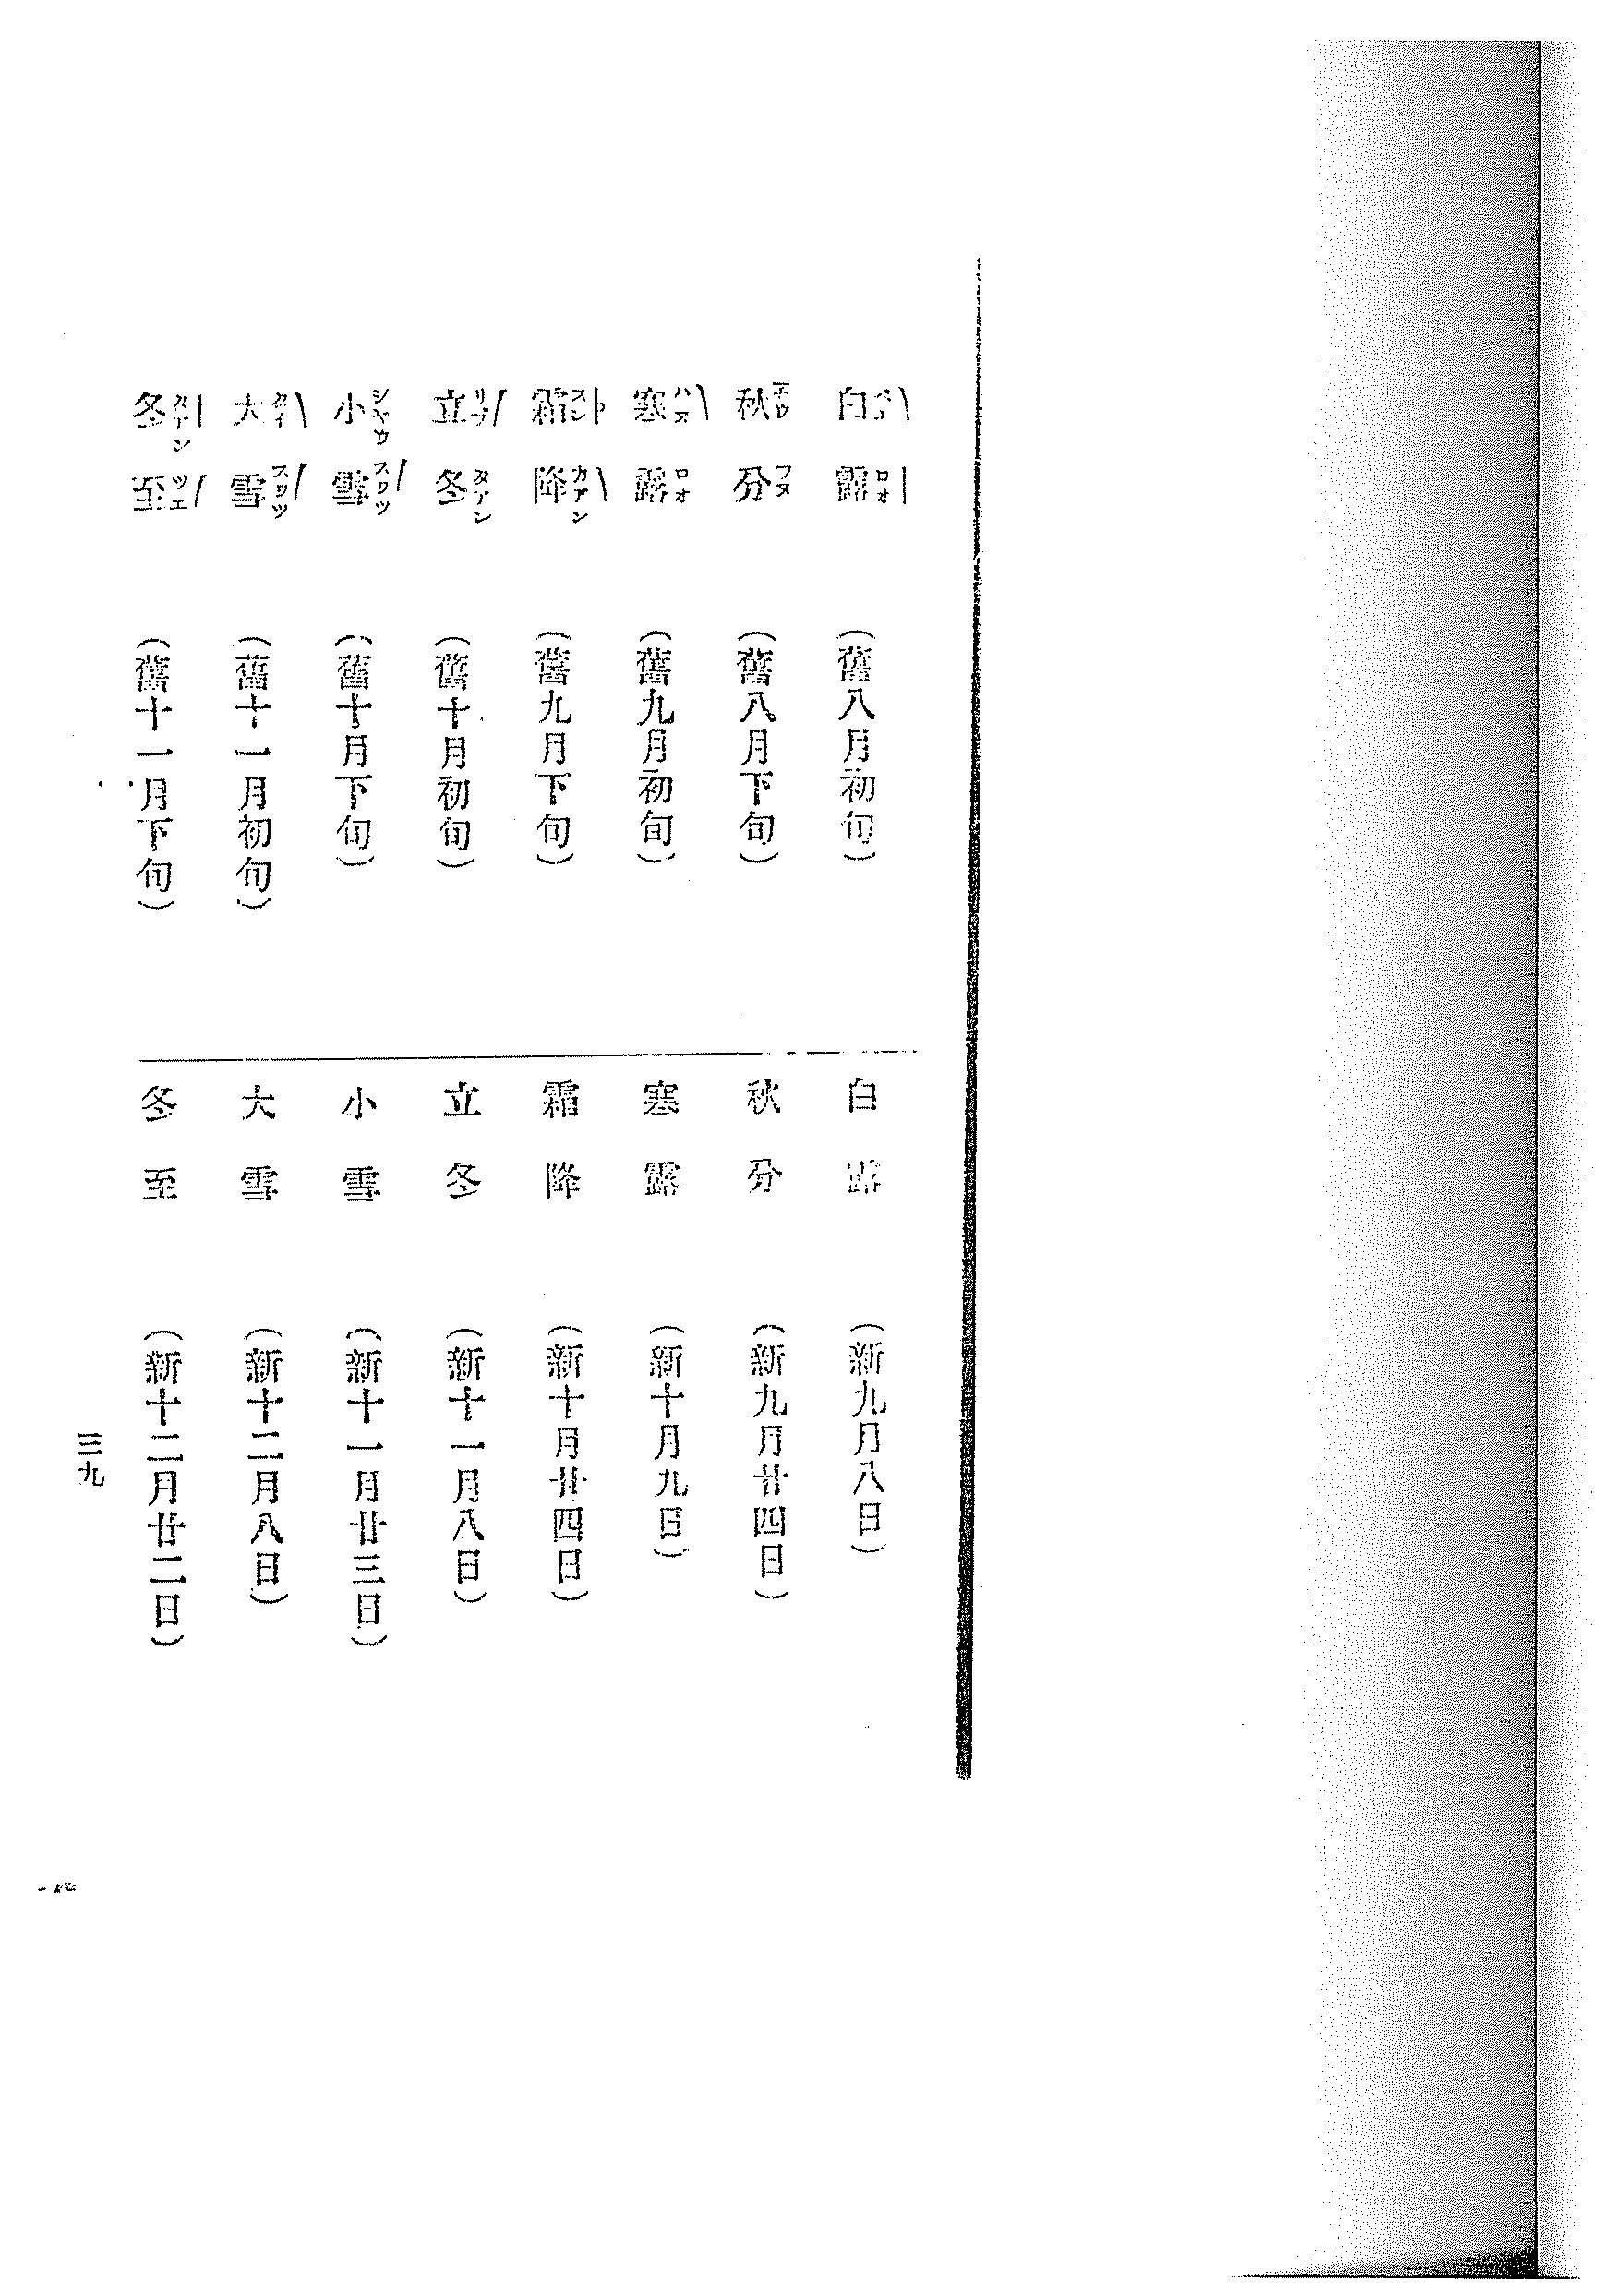 白露（舊八月初旬）
秋分（舊八月下旬）
寒露（舊九月初旬）
霜降（舊九月下旬）
立冬（舊十月初旬）
小雪（舊十月下旬）
大雪（舊十一月初旬）
冬至（舊十一月下旬）
白露（新九月八日）
秋分（新九月廿四日）
寒露（新十月九日）
霜降（新十月廿四日）
立冬（新十一月八日）
小雪（新十一月廿三日）
大雪（新十二月八日）
冬至（新十二月廿二日）
三九